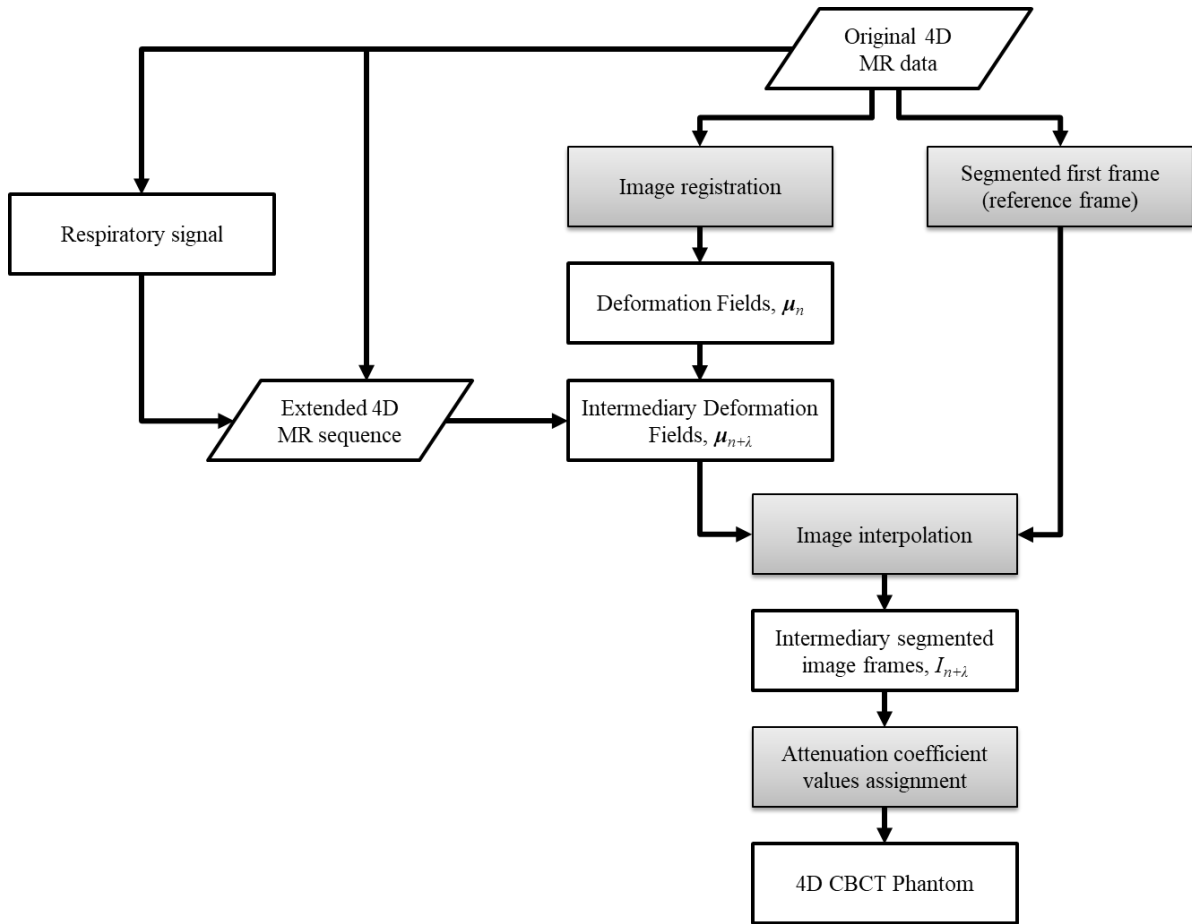 Original 4D
MR data
Image registration
Segmented first frame
(reference frame)
Respiratory signal
Deformation Fields, μₙ
Extended 4D
MR sequence
Intermediary Deformation
Fields, μₙ₊λ
Image interpolation
Intermediary segmented
image frames, Iₙ₊λ
Attenuation coefficient
values assignment
4D CBCT Phantom